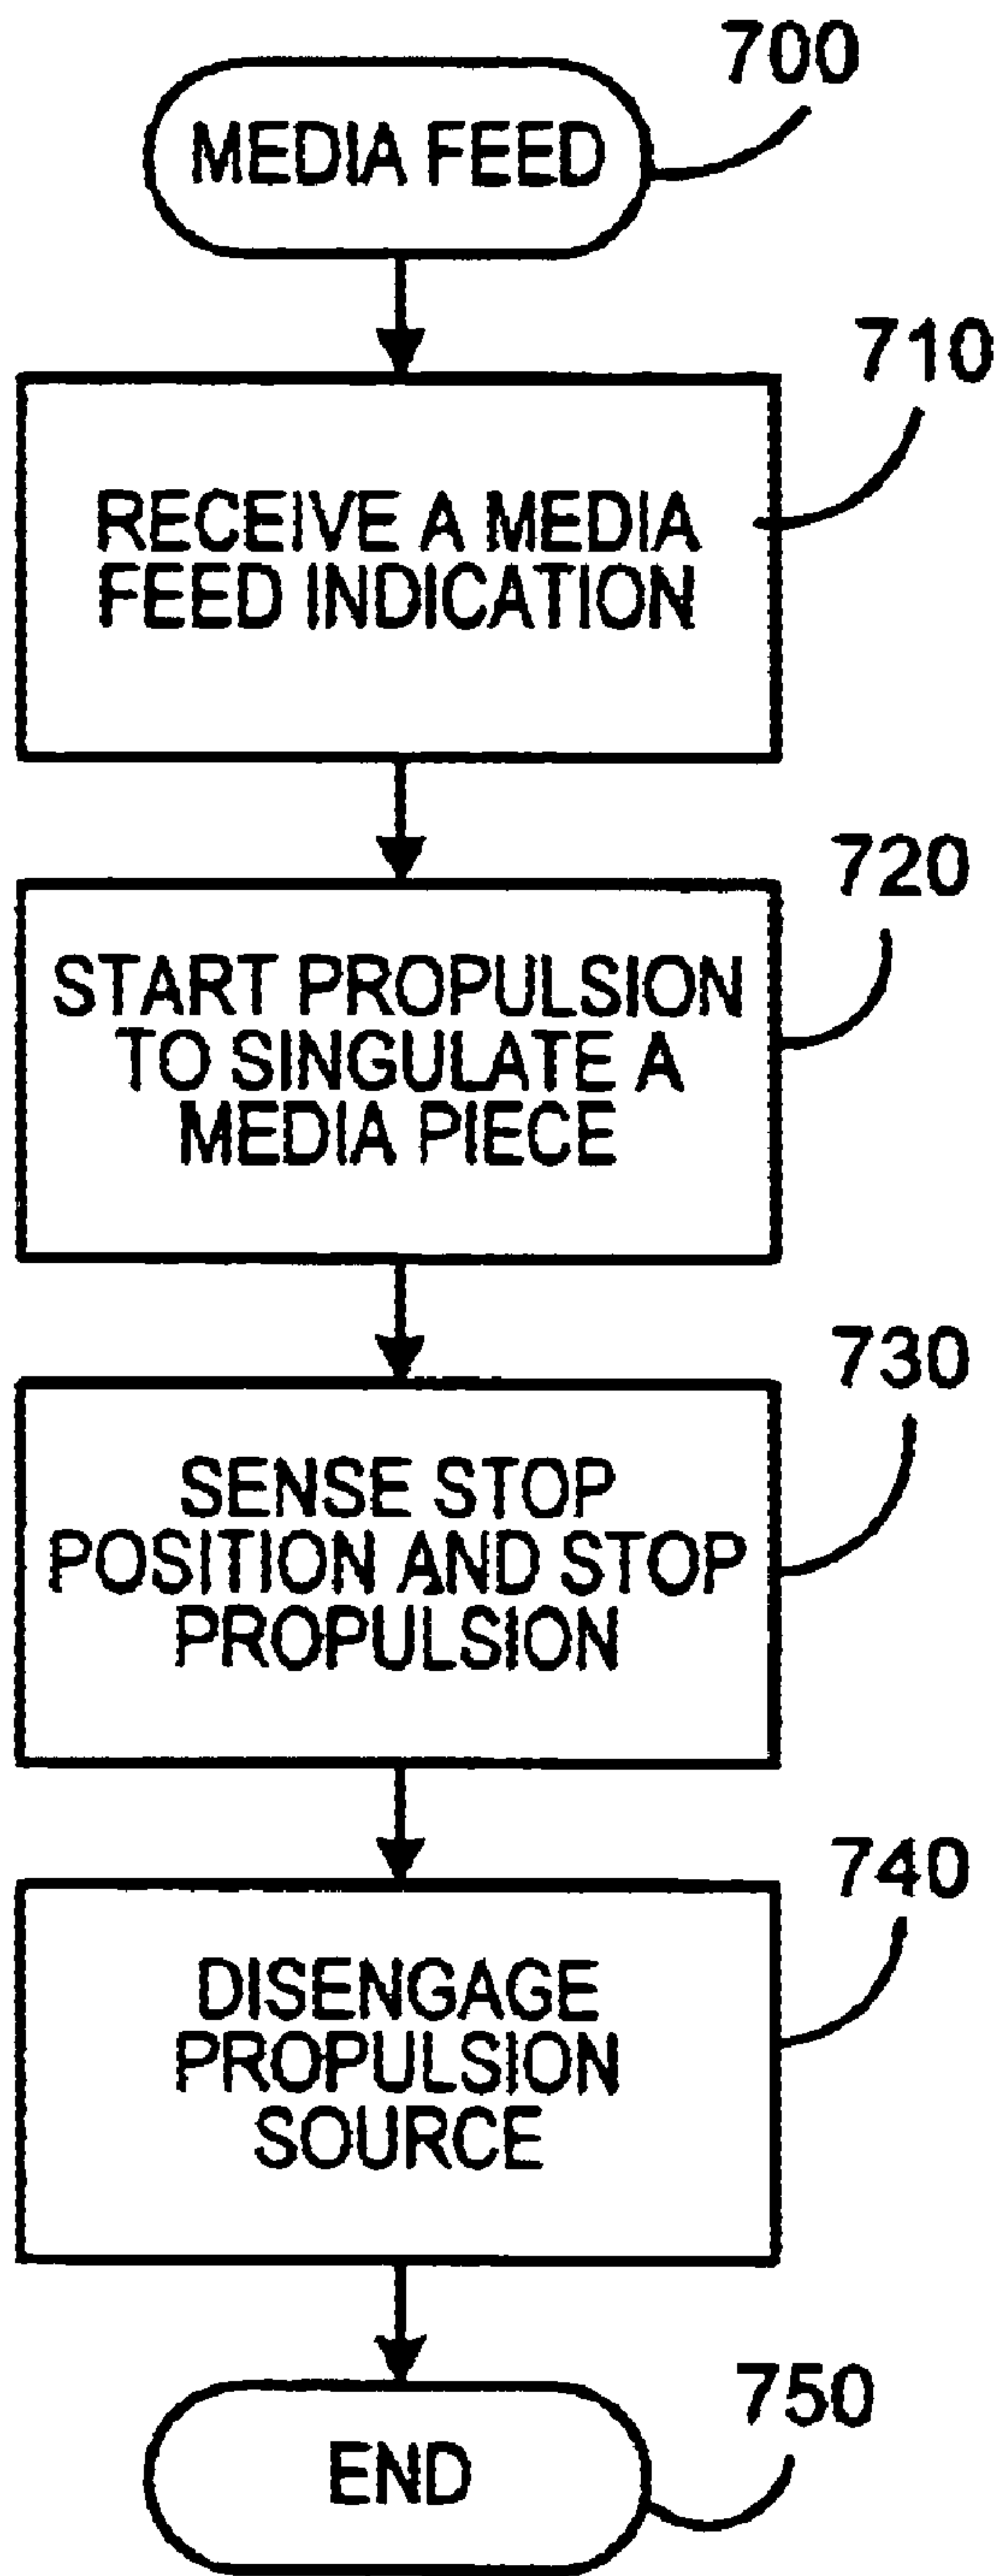 700
MEDIA FEED
710
RECEIVE A MEDIA
FEED INDICATION
720
START PROPULSION
TO SINGULATE A
MEDIA PIECE
730
SENSE STOP
POSITION AND STOP
PROPULSION
740
DISENGAGE
PROPULSION
SOURCE
750
END